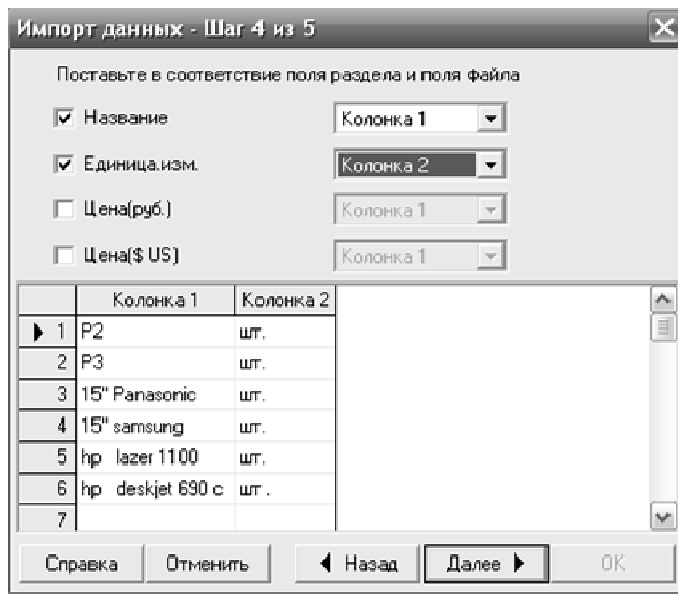 Импорт данных - Шаг 4 из 5
Поставьте в соответствие поля раздела и поля файла
Название Колонка 1
Единица.изм. Колонка 2
Цена(руб.) Колонка 1
Цена($ US) Колонка 1
Колонка 1 Колонка 2
1 P2 шт.
2 P3 шт.
3 15" Panasonic шт.
4 15" samsung шт.
5 hp lazer 1100 шт.
6 hp deskjet 690 c шт .
7
Справка Отменить Назад Далее OK